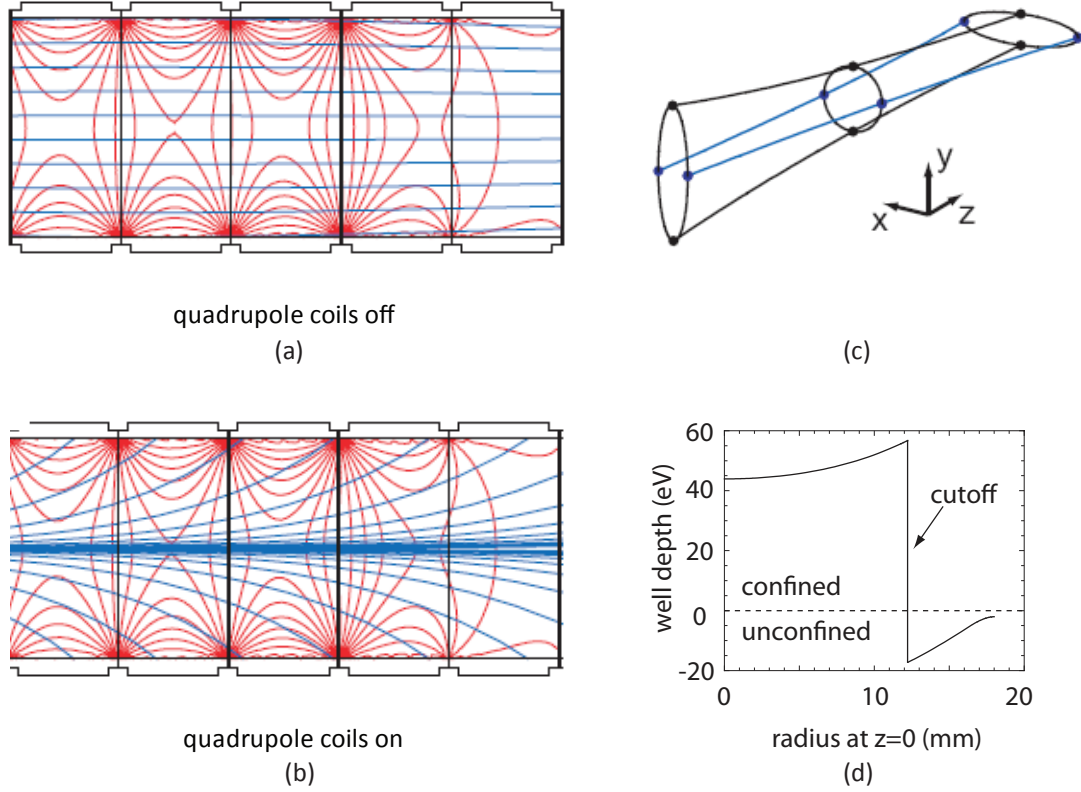 quadrupole coils off
(a)
y
x
z
(c)
quadrupole coils on
(b)
well depth (eV)
60
40
20
0
-20
cutoff
confined
unconfined
0
10
20
radius at z=0 (mm)
(d)